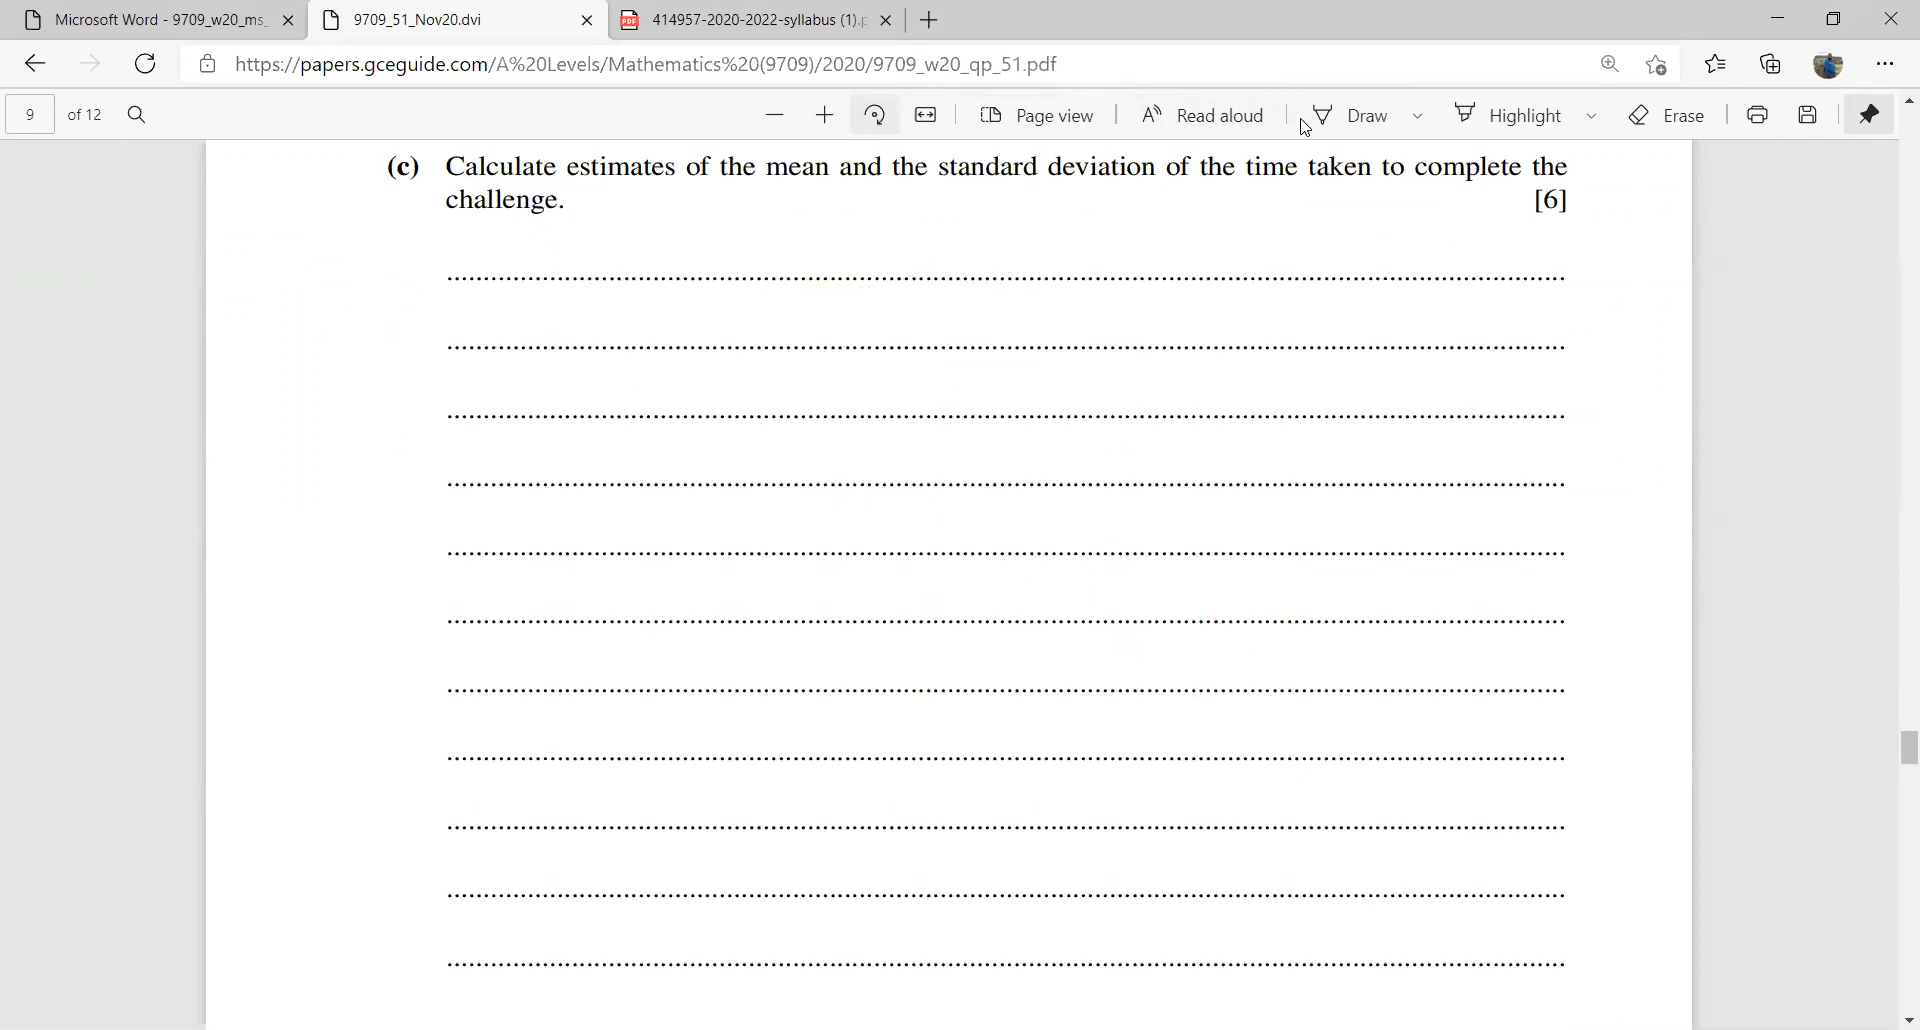 Microsoft Word - 9709_w20_ms_
9709_51_Nov20.dvi
414957-2020-2022-syllabus (1).p
https://papers.gceguide.com/A%20Levels/Mathematics%20(9709)/2020/9709_w20_qp_51.pdf
9 of 12
Page view
Read aloud
Draw
Highlight
Erase
(c) Calculate estimates of the mean and the standard deviation of the time taken to complete the
challenge. [6]